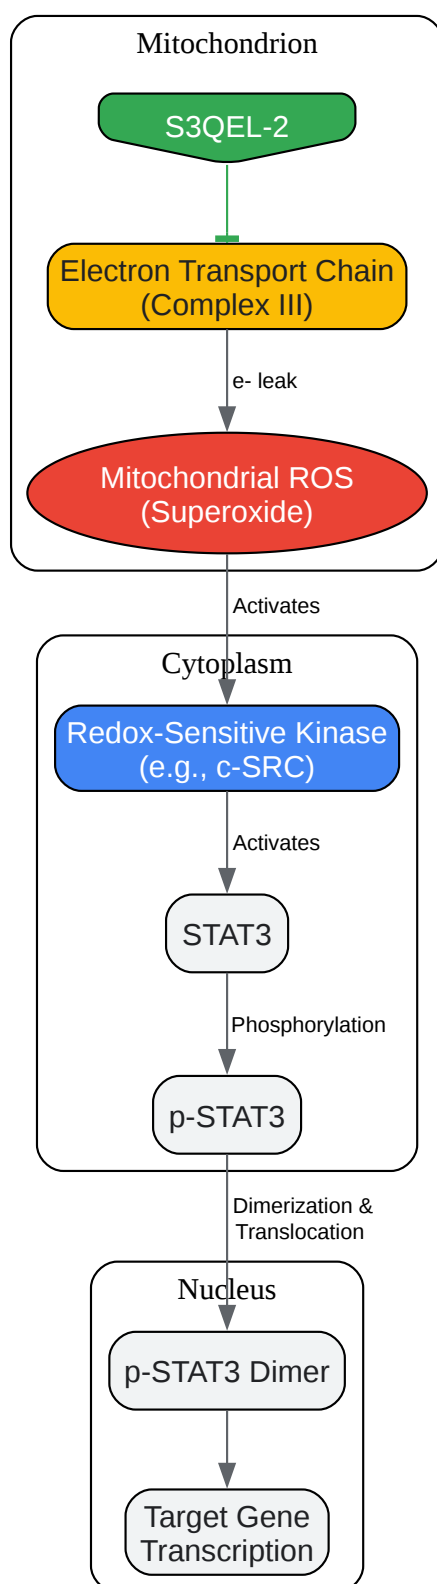 Mitochondrion
S3QEL-2
Electron Transport Chain
(Complex III)
e- leak
Mitochondrial ROS
(Superoxide)
Activates
Cytoplasm
Redox-Sensitive Kinase
(e.g., c-SRC)
Activates
STAT3
Phosphorylation
p-STAT3
Dimerization &
Translocation
Nucleus
p-STAT3 Dimer
Target Gene
Transcription